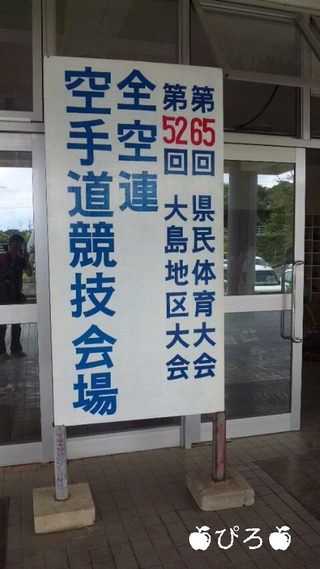 第65回 県民体育大会
第52回 大島地区大会
全空連
空手道競技会場
ぴろ